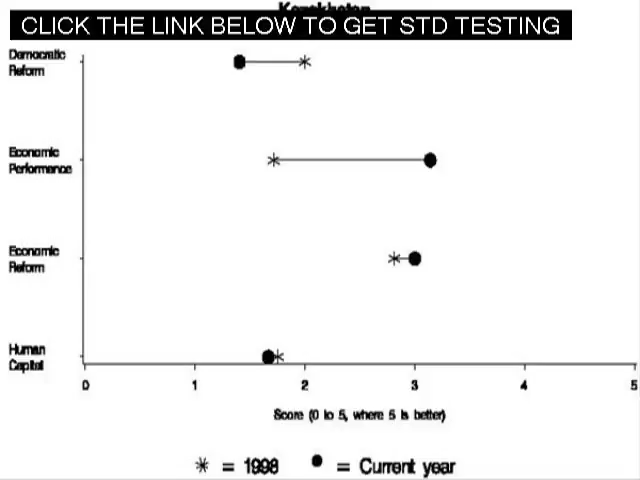 CLICK THE LINK BELOW TO GET STD TESTING
Democratic
Reform
Economic
Performance
Economic
Reform
Human
Capital
0 1 2 3 4 5
Score (0 to 5, where 5 is better)
* = 1998 ● = Current year